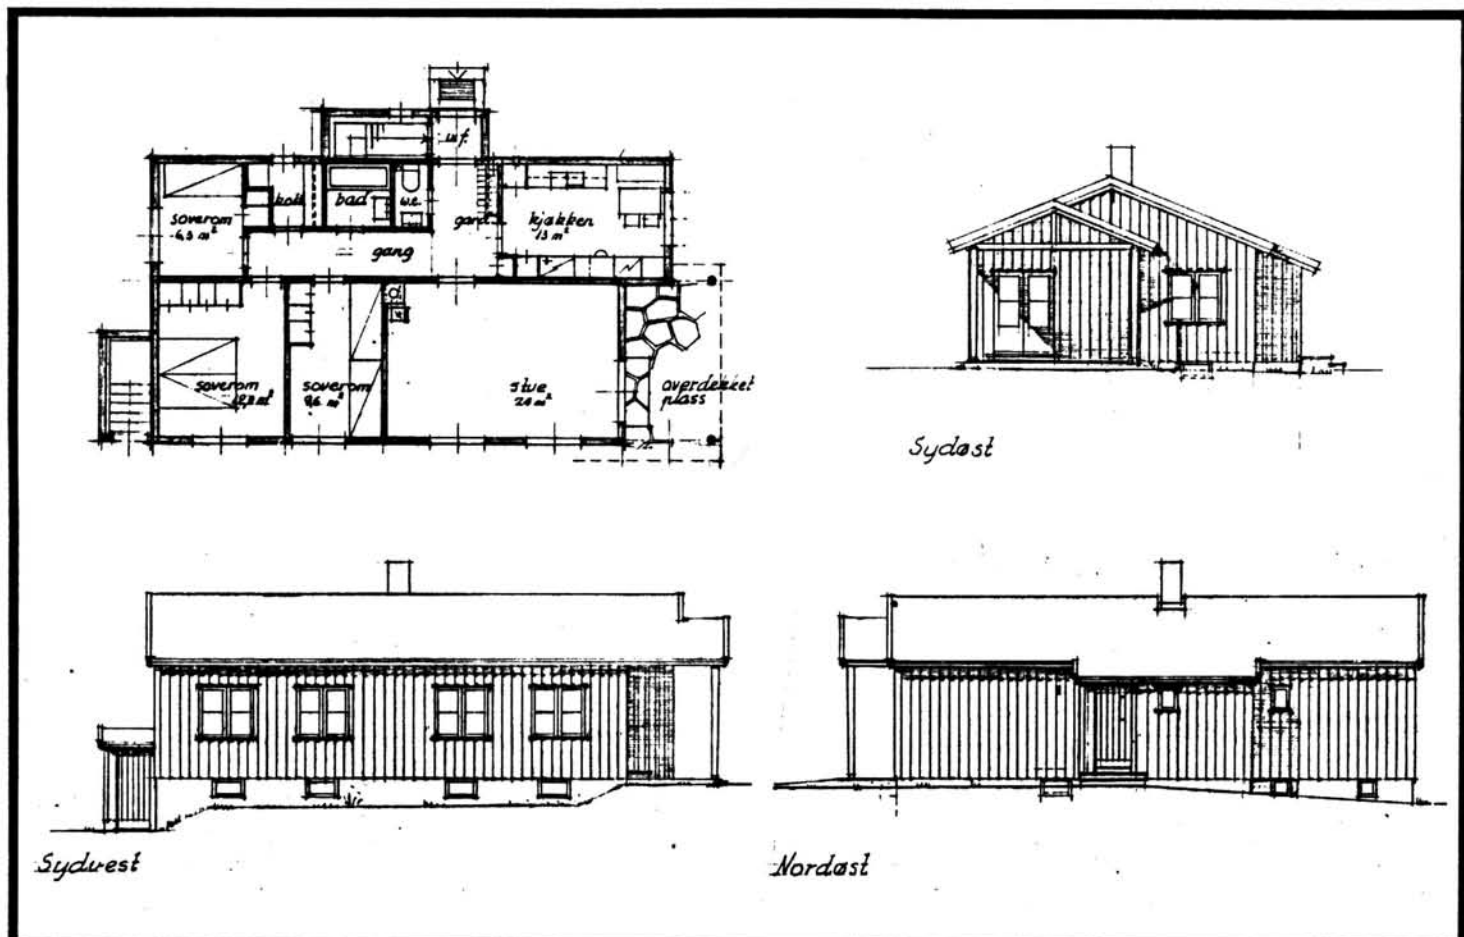 v.f.
kott
bad
w.c.
gang
kjøkken
13 m²
soverom
6,5 m²
gang
soverom
soverom
9,6 m²
stue
24 m²
overdekket
plass
Sydøst
Sydvest
Nordøst